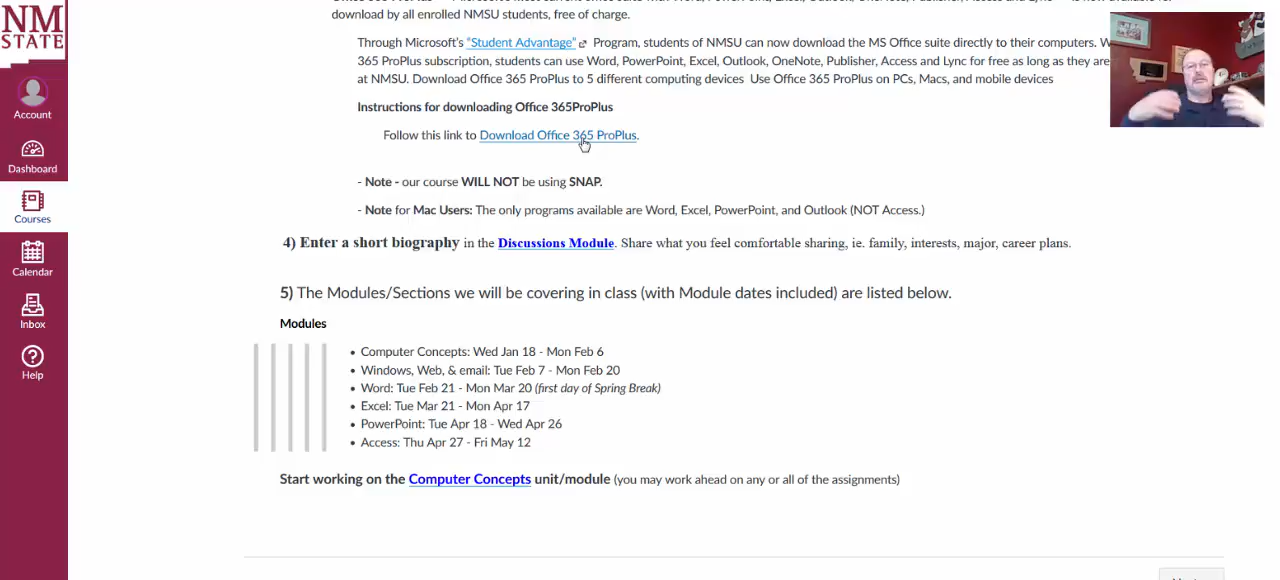 NM
STATE
Account
Dashboard
Courses
Calendar
Inbox
Help
download by all enrolled NMSU students, free of charge.
Through Microsoft's “Student Advantage” Program, students of NMSU can now download the MS Office suite directly to their computers. W
365 ProPlus subscription, students can use Word, PowerPoint, Excel, Outlook, OneNote, Publisher, Access and Lync for free as long as they are
at NMSU. Download Office 365 ProPlus to 5 different computing devices Use Office 365 ProPlus on PCs, Macs, and mobile devices
Instructions for downloading Office 365ProPlus
Follow this link to Download Office 365 ProPlus.
- Note - our course WILL NOT be using SNAP.
- Note for Mac Users: The only programs available are Word, Excel, PowerPoint, and Outlook (NOT Access.)
4) Enter a short biography in the Discussions Module. Share what you feel comfortable sharing, ie. family, interests, major, career plans.
5) The Modules/Sections we will be covering in class (with Module dates included) are listed below.
Modules
• Computer Concepts: Wed Jan 18 - Mon Feb 6
• Windows, Web, & email: Tue Feb 7 - Mon Feb 20
• Word: Tue Feb 21 - Mon Mar 20 (first day of Spring Break)
• Excel: Tue Mar 21 - Mon Apr 17
• PowerPoint: Tue Apr 18 - Wed Apr 26
• Access: Thu Apr 27 - Fri May 12
Start working on the Computer Concepts unit/module (you may work ahead on any or all of the assignments)